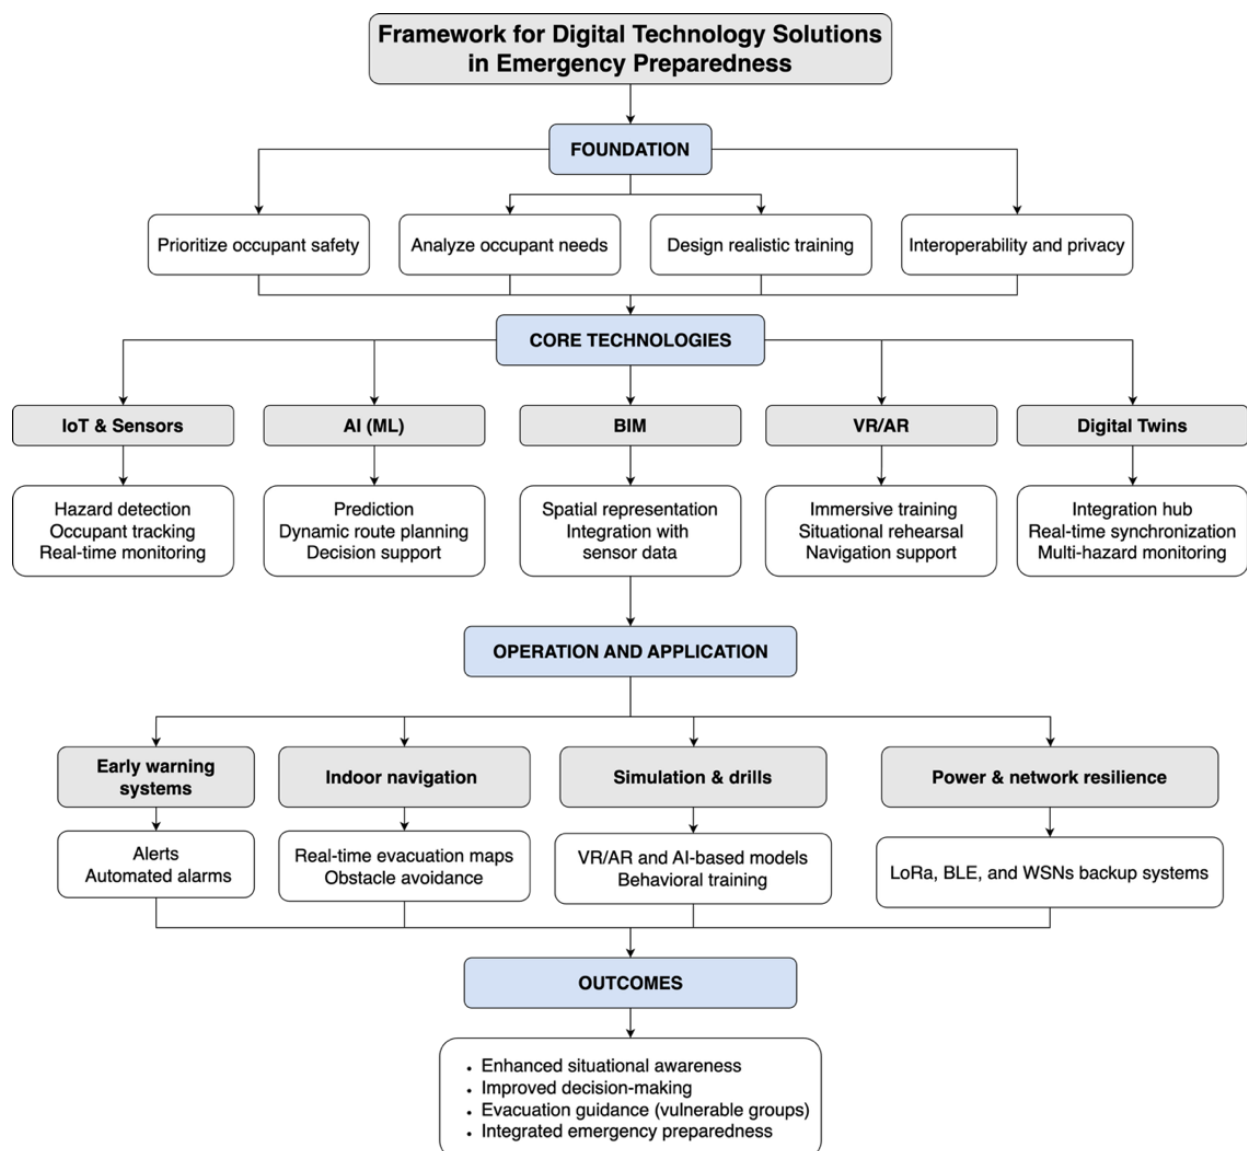 Framework for Digital Technology Solutions
in Emergency Preparedness
FOUNDATION
Prioritize occupant safety
Analyze occupant needs
Design realistic training
Interoperability and privacy
CORE TECHNOLOGIES
IoT & Sensors
AI (ML)
BIM
VR/AR
Digital Twins
Hazard detection
Occupant tracking
Real-time monitoring
Prediction
Dynamic route planning
Decision support
Spatial representation
Integration with
sensor data
Immersive training
Situational rehearsal
Navigation support
Integration hub
Real-time synchronization
Multi-hazard monitoring
OPERATION AND APPLICATION
Early warning
systems
Indoor navigation
Simulation & drills
Power & network resilience
Alerts
Automated alarms
Real-time evacuation maps
Obstacle avoidance
VR/AR and AI-based models
Behavioral training
LoRa, BLE, and WSNs backup systems
OUTCOMES
• Enhanced situational awareness
• Improved decision-making
• Evacuation guidance (vulnerable groups)
• Integrated emergency preparedness